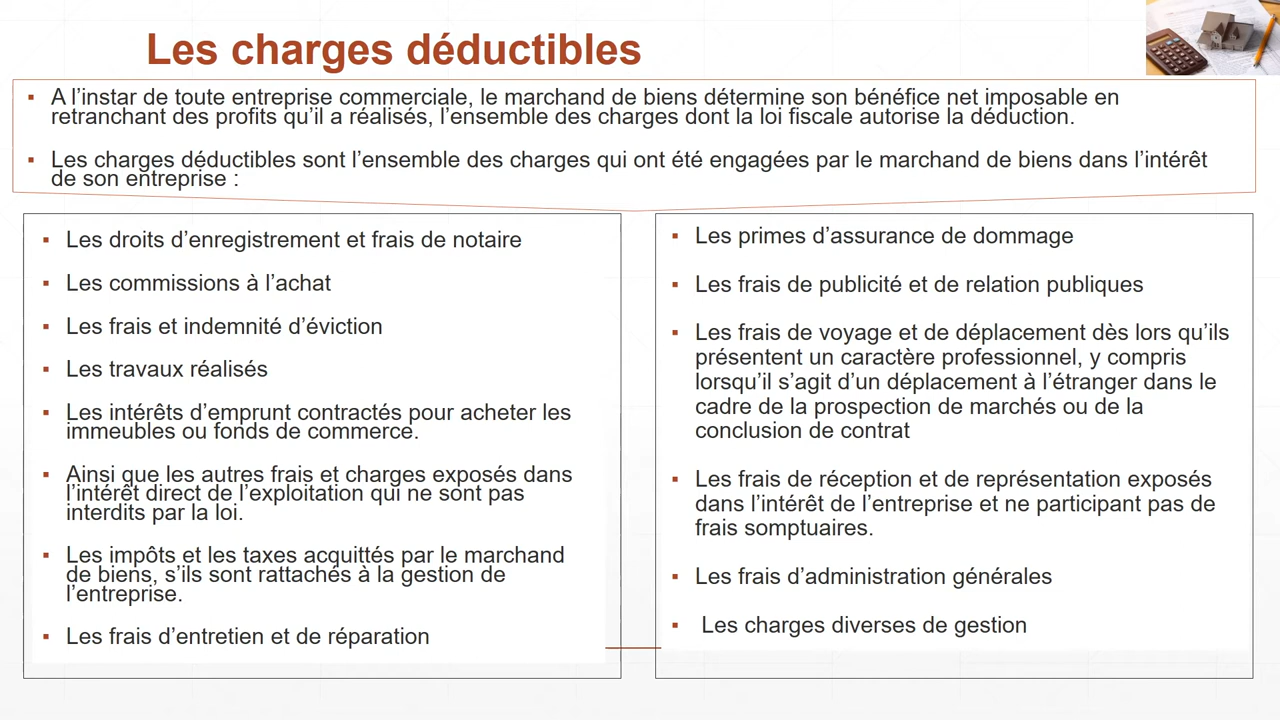 Les charges déductibles
▪ A l’instar de toute entreprise commerciale, le marchand de biens détermine son bénéfice net imposable en
retranchant des profits qu’il a réalisés, l’ensemble des charges dont la loi fiscale autorise la déduction.
▪ Les charges déductibles sont l’ensemble des charges qui ont été engagées par le marchand de biens dans l’intérêt
de son entreprise :
▪ Les droits d’enregistrement et frais de notaire
▪ Les commissions à l’achat
▪ Les frais et indemnité d’éviction
▪ Les travaux réalisés
▪ Les intérêts d’emprunt contractés pour acheter les
immeubles ou fonds de commerce.
▪ Ainsi que les autres frais et charges exposés dans
l’intérêt direct de l’exploitation qui ne sont pas
interdits par la loi.
▪ Les impôts et les taxes acquittés par le marchand
de biens, s’ils sont rattachés à la gestion de
l’entreprise.
▪ Les frais d’entretien et de réparation
▪ Les primes d’assurance de dommage
▪ Les frais de publicité et de relation publiques
▪ Les frais de voyage et de déplacement dès lors qu’ils
présentent un caractère professionnel, y compris
lorsqu’il s’agit d’un déplacement à l’étranger dans le
cadre de la prospection de marchés ou de la
conclusion de contrat
▪ Les frais de réception et de représentation exposés
dans l’intérêt de l’entreprise et ne participant pas de
frais somptuaires.
▪ Les frais d’administration générales
▪ Les charges diverses de gestion